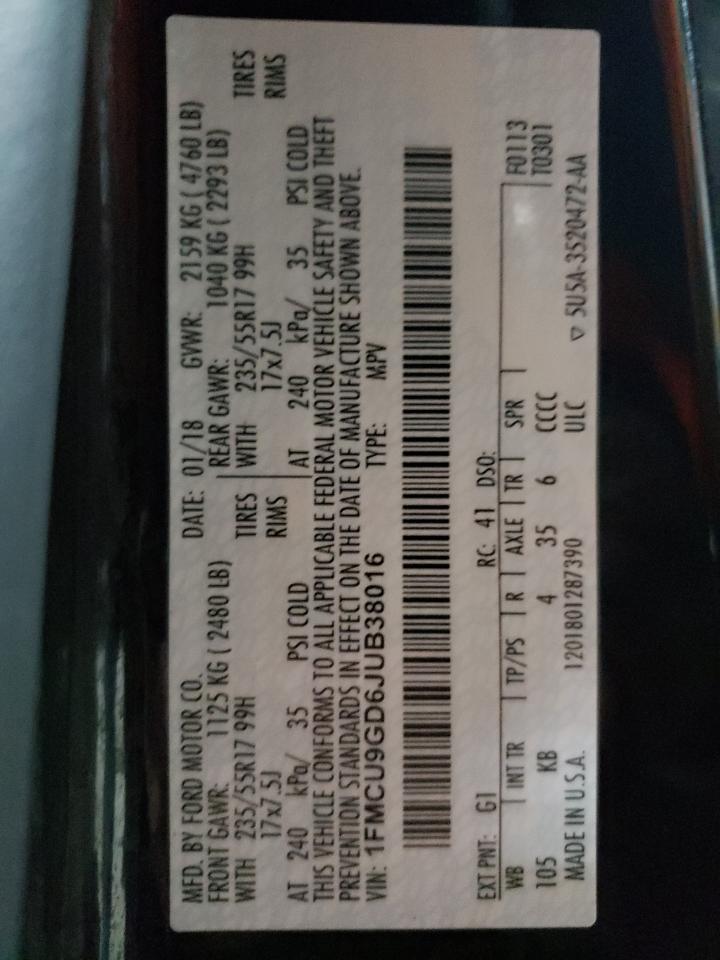 MFD. BY FORD MOTOR CO.
DATE: 01/18 GVWR: 2159 KG ( 4760 LB)
FRONT GAWR: 1125 KG ( 2480 LB)
REAR GAWR: 1040 KG ( 2293 LB)
WITH 235/55R17 99H TIRES
WITH 235/55R17 99H TIRES
17x7.5J RIMS
17x7.5J RIMS
AT 240 kPa/ 35 PSI COLD
AT 240 kPa/ 35 PSI COLD
THIS VEHICLE CONFORMS TO ALL APPLICABLE FEDERAL MOTOR VEHICLE SAFETY AND THEFT
PREVENTION STANDARDS IN EFFECT ON THE DATE OF MANUFACTURE SHOWN ABOVE.
VIN: 1FMCU9GD6JUB38016 TYPE: MPV
EXT PNT: G1 RC: 41 DSO:
WB INT TR TP/PS R AXLE TR SPR F0113
105 KB 4 35 6 CCCC T0301
MADE IN U.S.A. 1201801287390 ULC ▽ 5U5A-3520472-AA